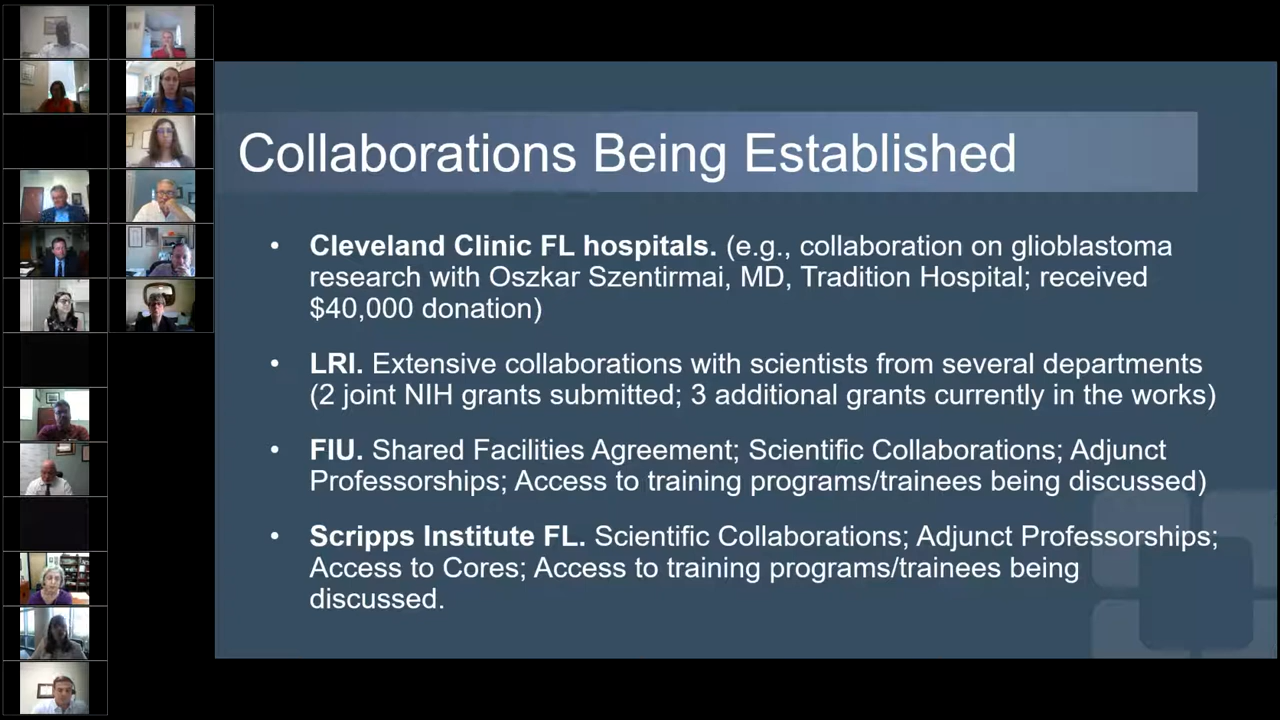 Collaborations Being Established
• Cleveland Clinic FL hospitals. (e.g., collaboration on glioblastoma
research with Oszkar Szentirmai, MD, Tradition Hospital; received
$40,000 donation)
• LRI. Extensive collaborations with scientists from several departments
(2 joint NIH grants submitted; 3 additional grants currently in the works)
• FIU. Shared Facilities Agreement; Scientific Collaborations; Adjunct
Professorships; Access to training programs/trainees being discussed)
• Scripps Institute FL. Scientific Collaborations; Adjunct Professorships;
Access to Cores; Access to training programs/trainees being
discussed.